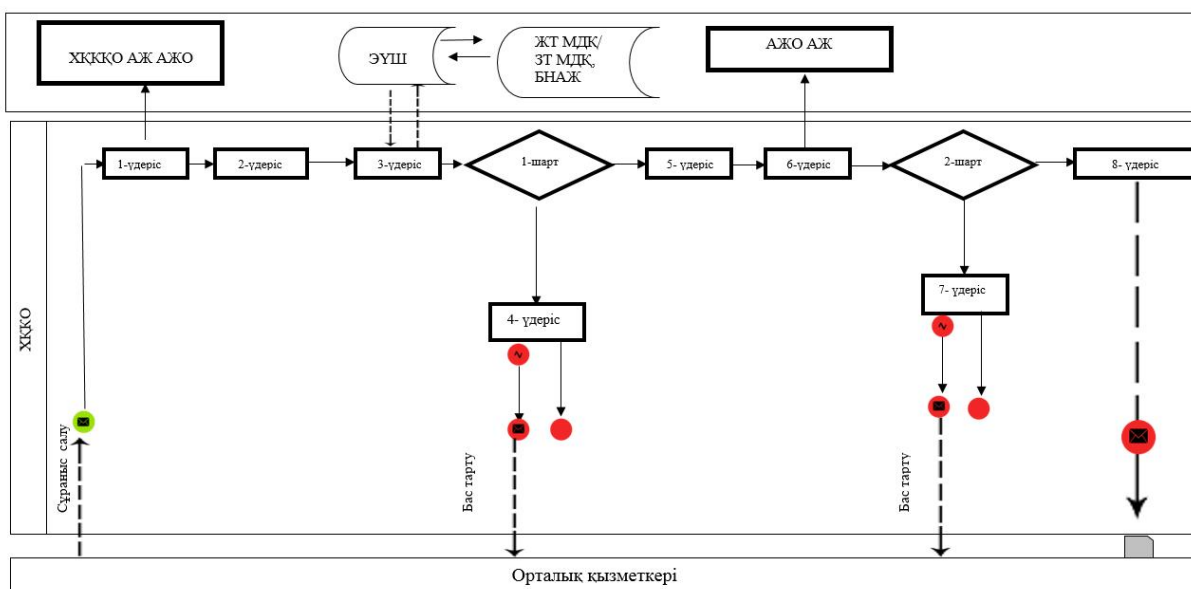 ХҚКҚО АЖ АЖО
ЭҮШ
ЖТ МДҚ/
ЗТ МДҚ,
БНАЖ
АЖО АЖ
1-үдеріс
2-үдеріс
3-үдеріс
1-шарт
5- үдеріс
6-үдеріс
2-шарт
8- үдеріс
4- үдеріс
7- үдеріс
ХҚКО
Сұраныс салу
Бас тарту
Бас тарту
Орталық қызметкері